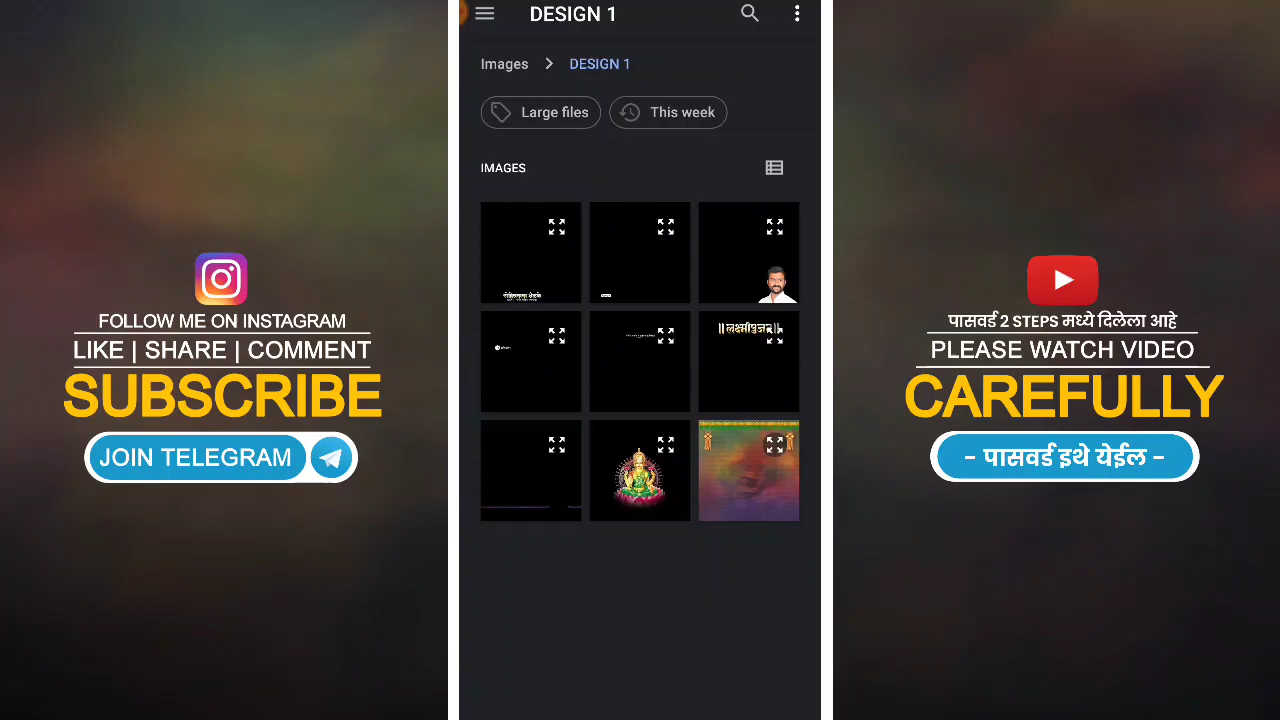 FOLLOW ME ON INSTAGRAM
LIKE | SHARE | COMMENT
SUBSCRIBE
JOIN TELEGRAM
DESIGN 1
Images > DESIGN 1
Large files
This week
IMAGES
|| लक्ष्मीपूजन ||
पासवर्ड 2 STEPS मध्ये दिलेला आहे
PLEASE WATCH VIDEO
CAREFULLY
- पासवर्ड इथे येईल -